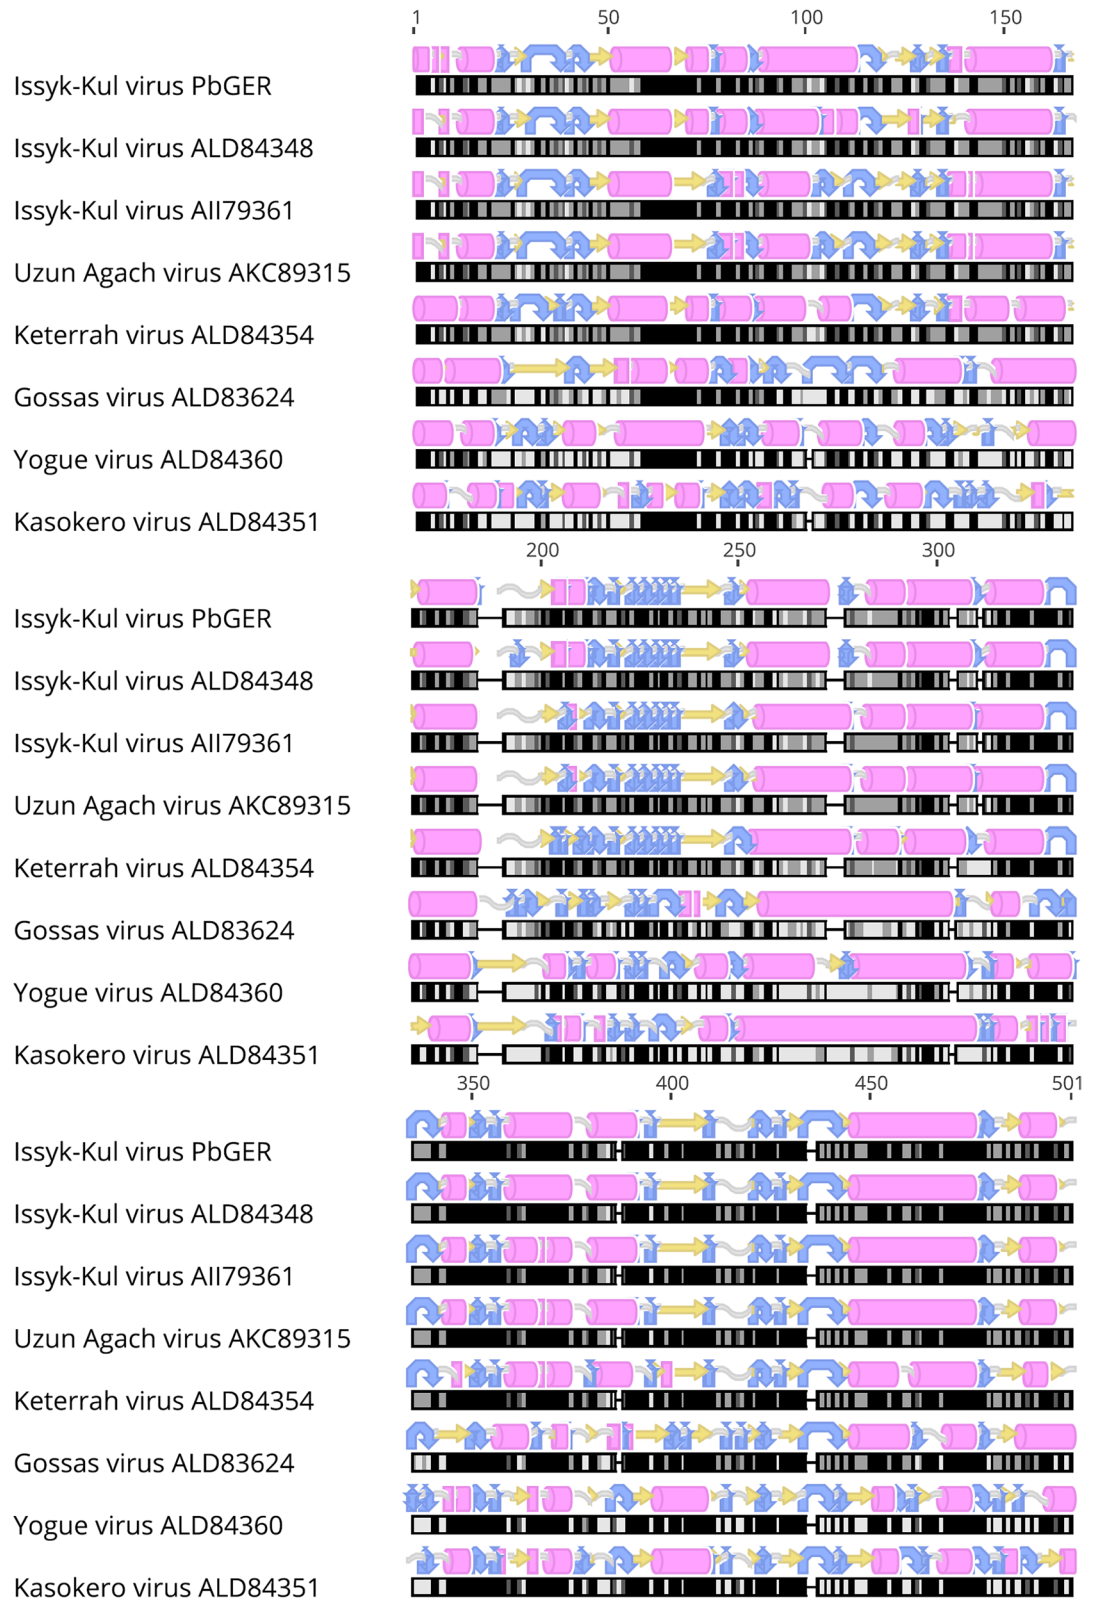 1 50 100 150
Issyk-Kul virus PbGER
Issyk-Kul virus ALD84348
Issyk-Kul virus AII79361
Uzun Agach virus AKC89315
Keterrah virus ALD84354
Gossas virus ALD83624
Yogue virus ALD84360
Kasokero virus ALD84351
200 250 300
Issyk-Kul virus PbGER
Issyk-Kul virus ALD84348
Issyk-Kul virus AII79361
Uzun Agach virus AKC89315
Keterrah virus ALD84354
Gossas virus ALD83624
Yogue virus ALD84360
Kasokero virus ALD84351
350 400 450 501
Issyk-Kul virus PbGER
Issyk-Kul virus ALD84348
Issyk-Kul virus AII79361
Uzun Agach virus AKC89315
Keterrah virus ALD84354
Gossas virus ALD83624
Yogue virus ALD84360
Kasokero virus ALD84351